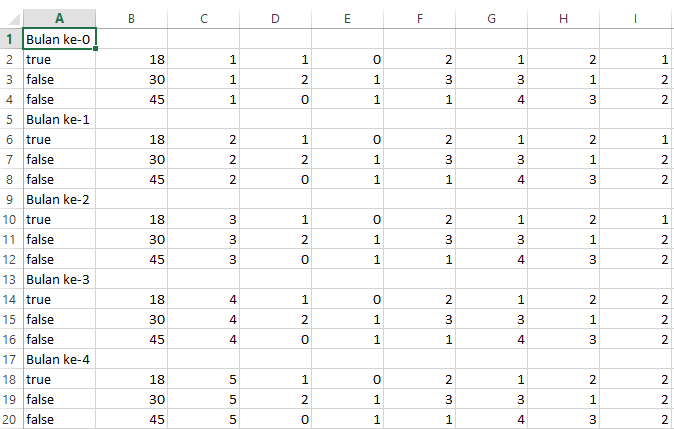 A B C D E F G H I
1 Bulan ke-0
2 true 18 1 1 0 2 1 2 1
3 false 30 1 2 1 3 3 1 2
4 false 45 1 0 1 1 4 3 2
5 Bulan ke-1
6 true 18 2 1 0 2 1 2 1
7 false 30 2 2 1 3 3 1 2
8 false 45 2 0 1 1 4 3 2
9 Bulan ke-2
10 true 18 3 1 0 2 1 2 1
11 false 30 3 2 1 3 3 1 2
12 false 45 3 0 1 1 4 3 2
13 Bulan ke-3
14 true 18 4 1 0 2 1 2 2
15 false 30 4 2 1 3 3 1 2
16 false 45 4 0 1 1 4 3 2
17 Bulan ke-4
18 true 18 5 1 0 2 1 2 2
19 false 30 5 2 1 3 3 1 2
20 false 45 5 0 1 1 4 3 2